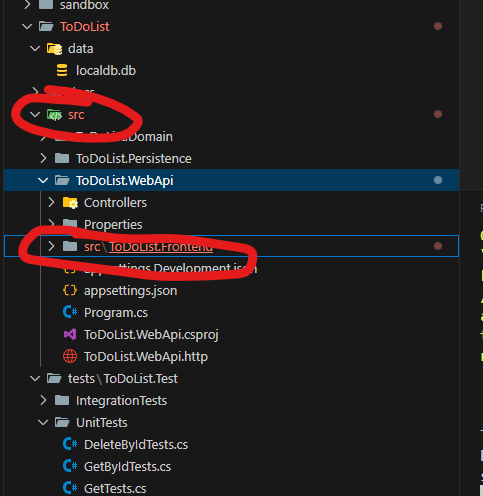 sandbox
ToDoList
data
localdb.db
src
ToDoList.Domain
ToDoList.Persistence
ToDoList.WebApi
Controllers
Properties
src\ToDoList.Frontend
appsettings.Development.json
appsettings.json
Program.cs
ToDoList.WebApi.csproj
ToDoList.WebApi.http
tests\ToDoList.Test
IntegrationTests
UnitTests
DeleteByIdTests.cs
GetByIdTests.cs
GetTests.cs